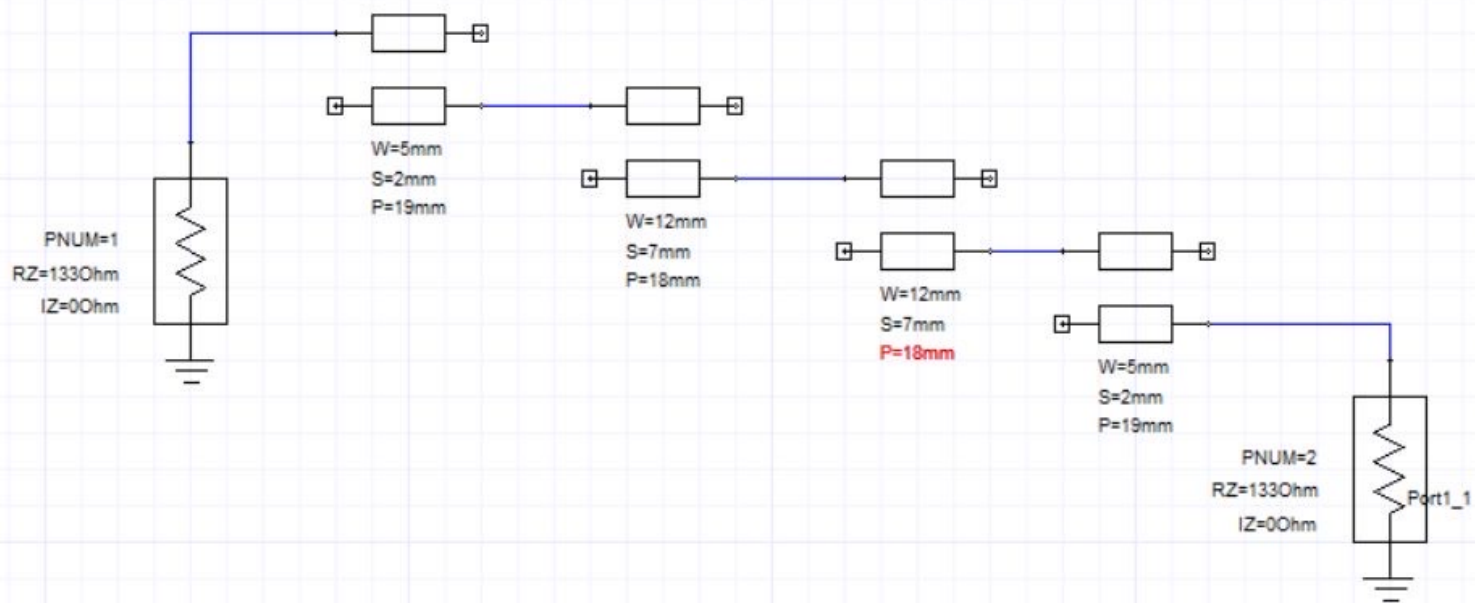 W=5mm
S=2mm
P=19mm
PNUM=1
RZ=133Ohm
IZ=0Ohm
W=12mm
S=7mm
P=18mm
W=12mm
S=7mm
P=18mm
W=5mm
S=2mm
P=19mm
PNUM=2
RZ=133Ohm
IZ=0Ohm
Port1_1